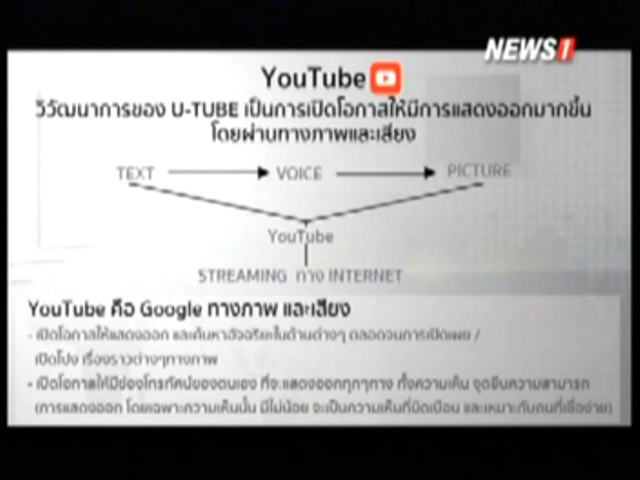 NEWS1
YouTube
วิวัฒนาการของ U-TUBE เป็นการเปิดโอกาสให้มีการแสดงออกมากขึ้น
โดยผ่านทางภาพและเสียง
TEXT VOICE PICTURE
YouTube
STREAMING ทาง INTERNET
YouTube คือ Google ทางภาพ และเสียง
- เปิดโอกาสให้แสดงออก และค้นหาอัจฉริยะในด้านต่างๆ ตลอดจนการเปิดเผย /
เปิดโปง เรื่องราวต่างๆทางภาพ
- เปิดโอกาสให้มีช่องโทรทัศน์ของตนเอง ที่จะแสดงออกทุกๆทาง ทั้งความเห็น จุดยืนความสามารถ
(การแสดงออก โดยเฉพาะความเห็นนั้น มีไม่น้อย จะเป็นความเห็นที่บิดเบือน และเหมาะกับคนที่เชื่อง่าย)